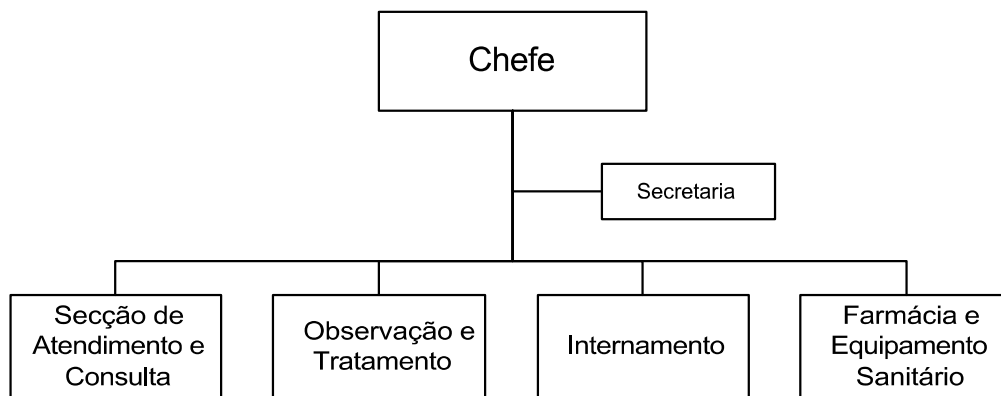 Chefe
Secretaria
Secção de
Atendimento e
Consulta
Observação e
Tratamento
Internamento
Farmácia e
Equipamento
Sanitário